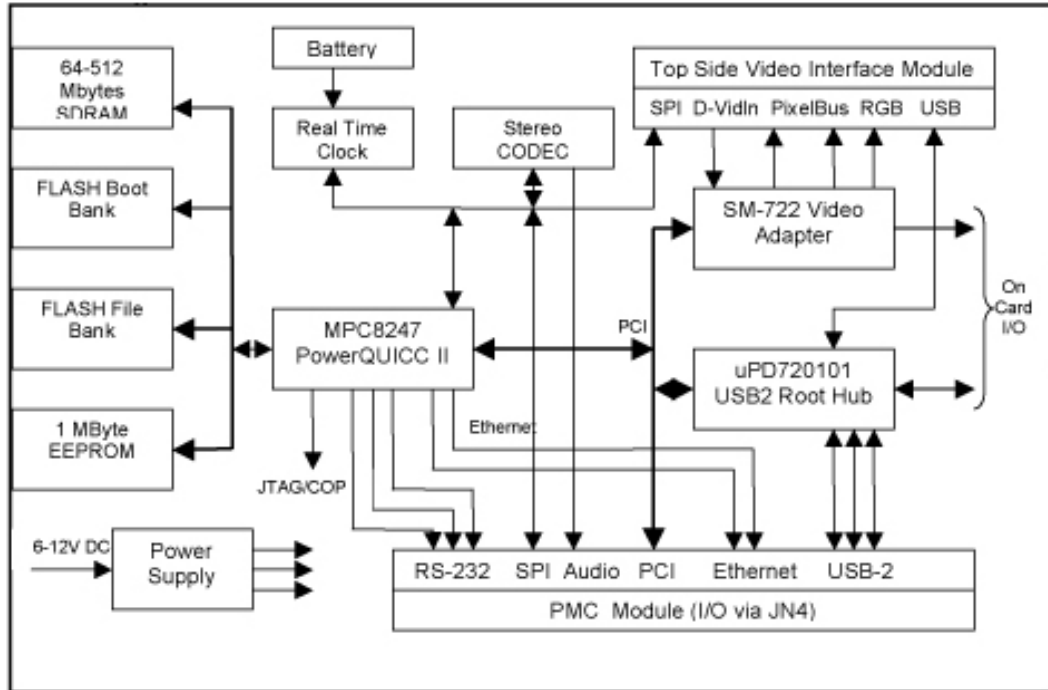 64-512
Mbytes
SDRAM
Battery
Real Time
Clock
Stereo
CODEC
Top Side Video Interface Module
SPI D-VidIn PixelBus RGB USB
FLASH Boot
Bank
SM-722 Video
Adapter
FLASH File
Bank
MPC8247
PowerQUICC II
PCI
On
Card
I/O
uPD720101
USB2 Root Hub
1 MByte
EEPROM
Ethernet
JTAG/COP
6-12V DC
Power
Supply
RS-232 SPI Audio PCI Ethernet USB-2
PMC Module (I/O via JN4)